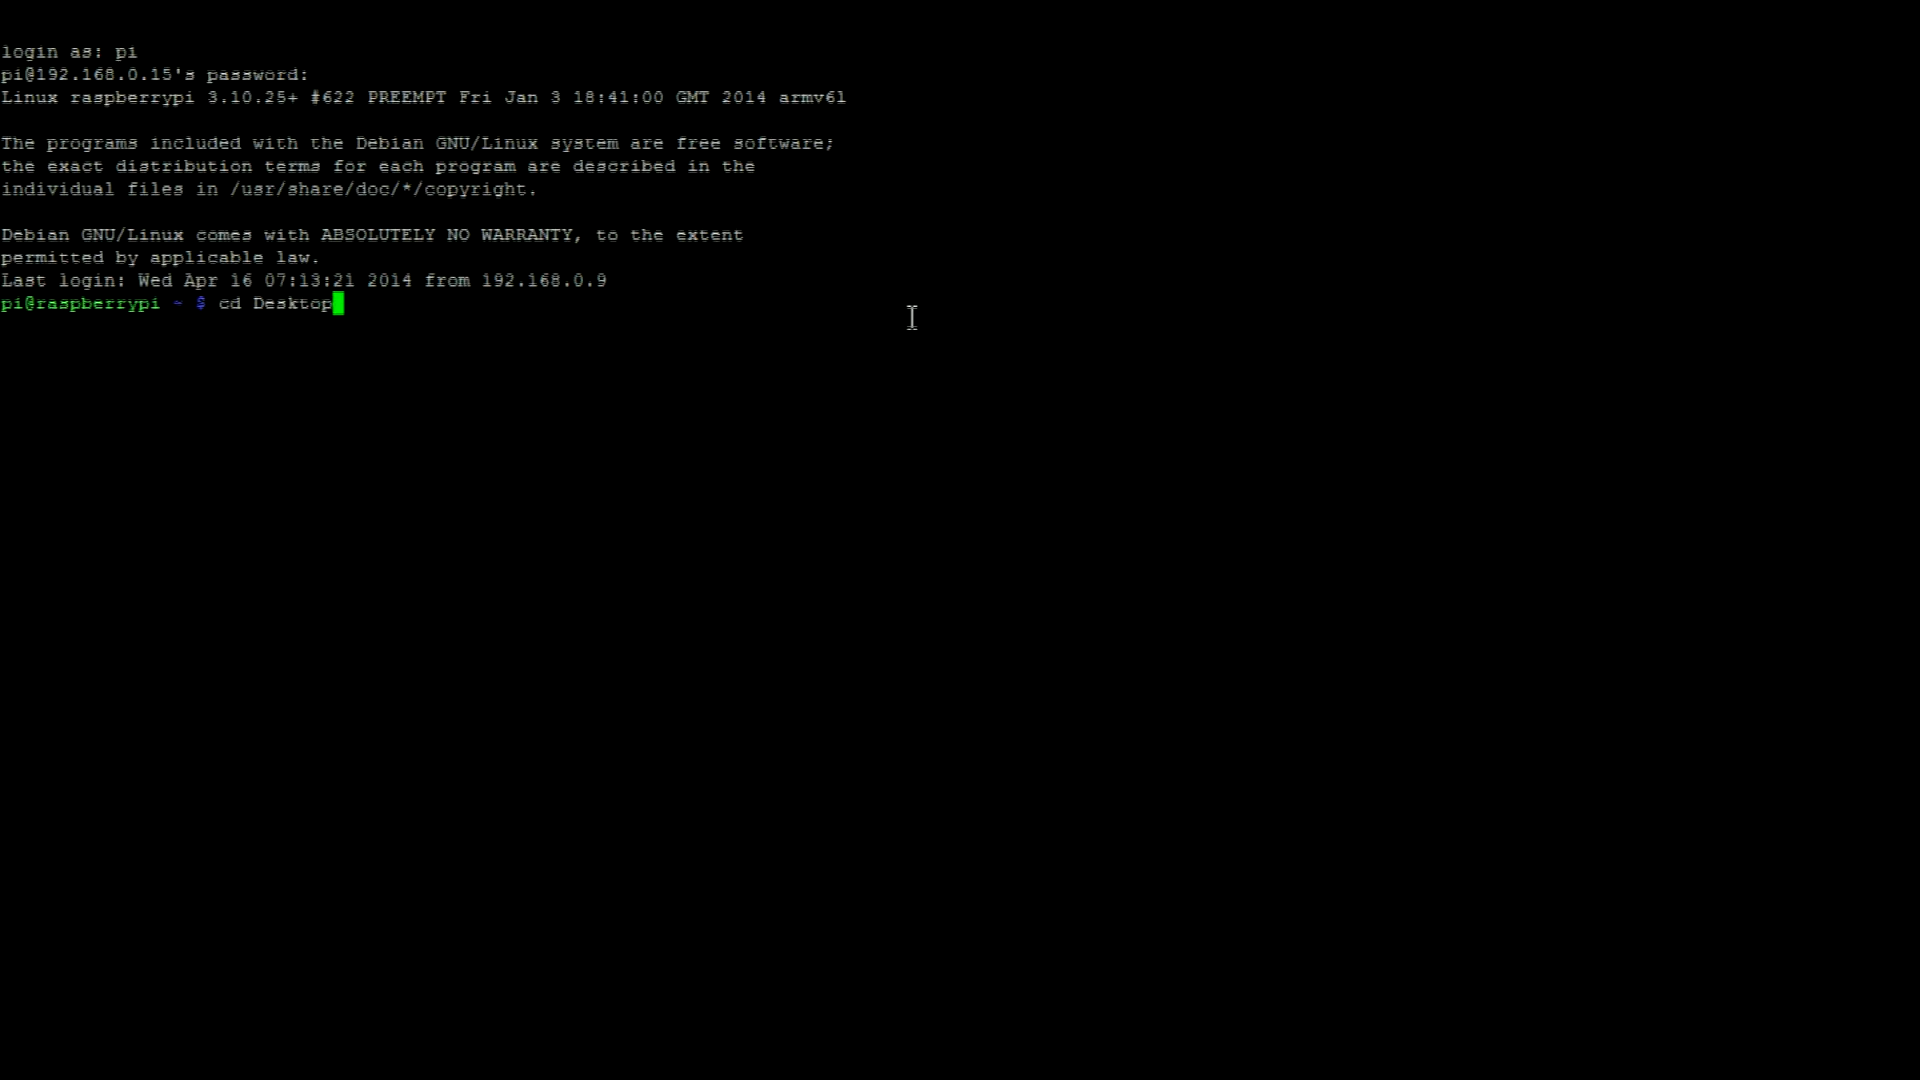 login as: pi
pi@192.168.0.15's password:
Linux raspberrypi 3.10.25+ #622 PREEMPT Fri Jan 3 18:41:00 GMT 2014 armv6l
The programs included with the Debian GNU/Linux system are free software;
the exact distribution terms for each program are described in the
individual files in /usr/share/doc/*/copyright.
Debian GNU/Linux comes with ABSOLUTELY NO WARRANTY, to the extent
permitted by applicable law.
Last login: Wed Apr 16 07:13:21 2014 from 192.168.0.9
pi@raspberrypi ~ $ cd Desktop